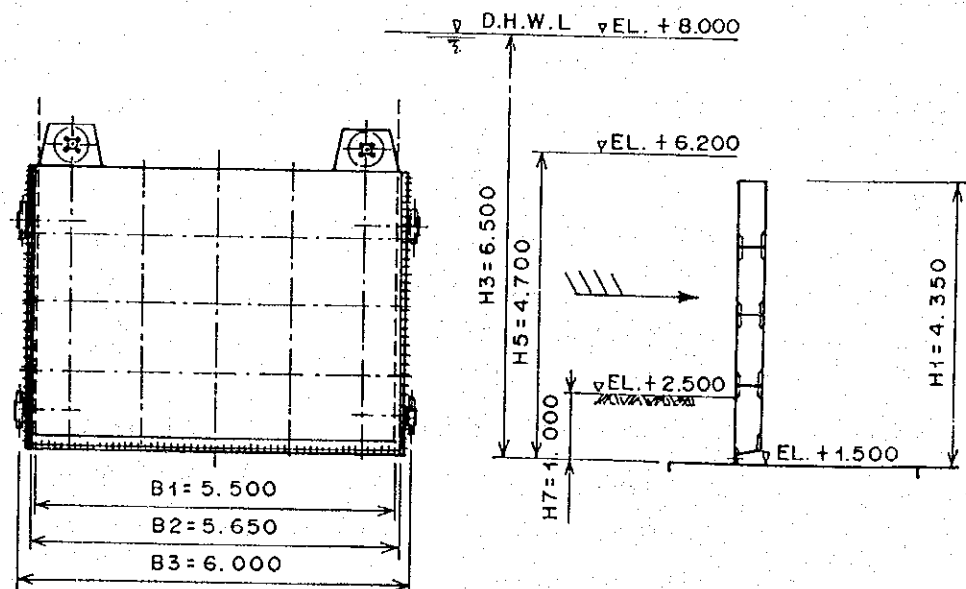 D.H.W.L ▽EL. + 8.000
▽EL. + 6.200
H3=6.500
H5=4.700
H1=4.350
▽EL. + 2.500
H7=1.000
▽EL. +1.500
B1=5.500
B2=5.650
B3=6.000